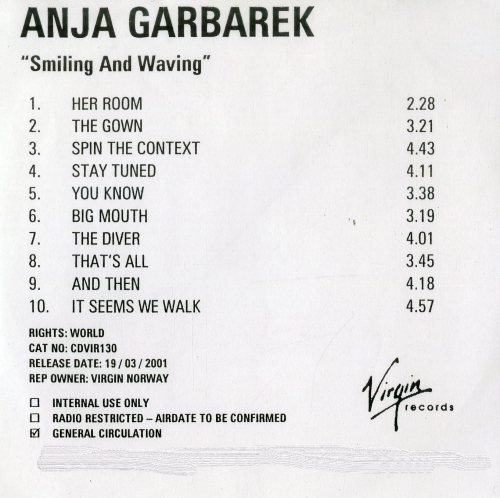 ANJA GARBAREK
“Smiling And Waving”
1. HER ROOM 2.28
2. THE GOWN 3.21
3. SPIN THE CONTEXT 4.43
4. STAY TUNED 4.11
5. YOU KNOW 3.38
6. BIG MOUTH 3.19
7. THE DIVER 4.01
8. THAT'S ALL 3.45
9. AND THEN 4.18
10. IT SEEMS WE WALK 4.57
RIGHTS: WORLD
CAT NO: CDVIR130
RELEASE DATE: 19 / 03 / 2001
REP OWNER: VIRGIN NORWAY
☐ INTERNAL USE ONLY
☐ RADIO RESTRICTED – AIRDATE TO BE CONFIRMED
☑ GENERAL CIRCULATION
Virgin
records